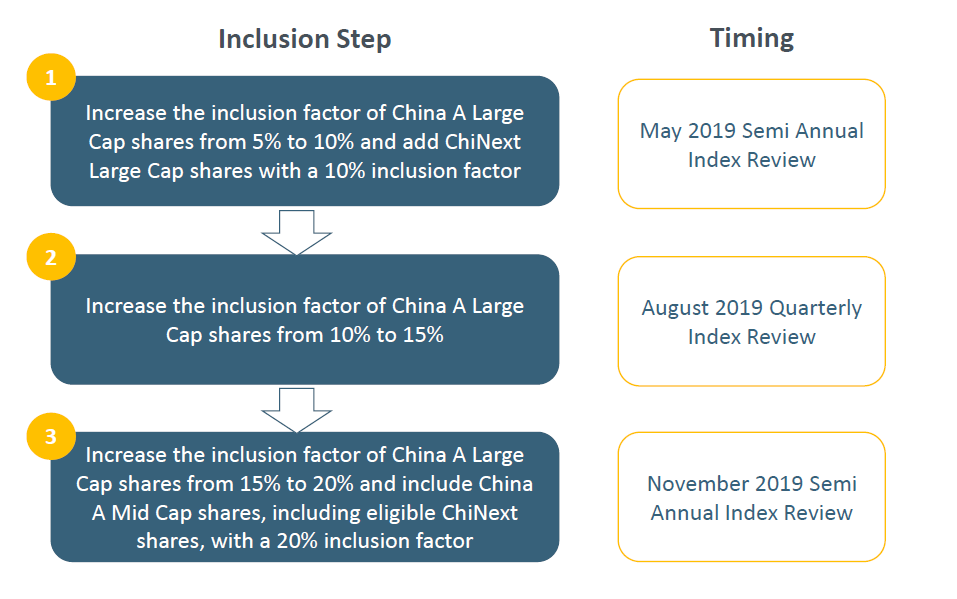 Inclusion Step
Timing
1
Increase the inclusion factor of China A Large
Cap shares from 5% to 10% and add ChiNext
Large Cap shares with a 10% inclusion factor
May 2019 Semi Annual
Index Review
2
Increase the inclusion factor of China A Large
Cap shares from 10% to 15%
August 2019 Quarterly
Index Review
3
Increase the inclusion factor of China A Large
Cap shares from 15% to 20% and include China
A Mid Cap shares, including eligible ChiNext
shares, with a 20% inclusion factor
November 2019 Semi
Annual Index Review